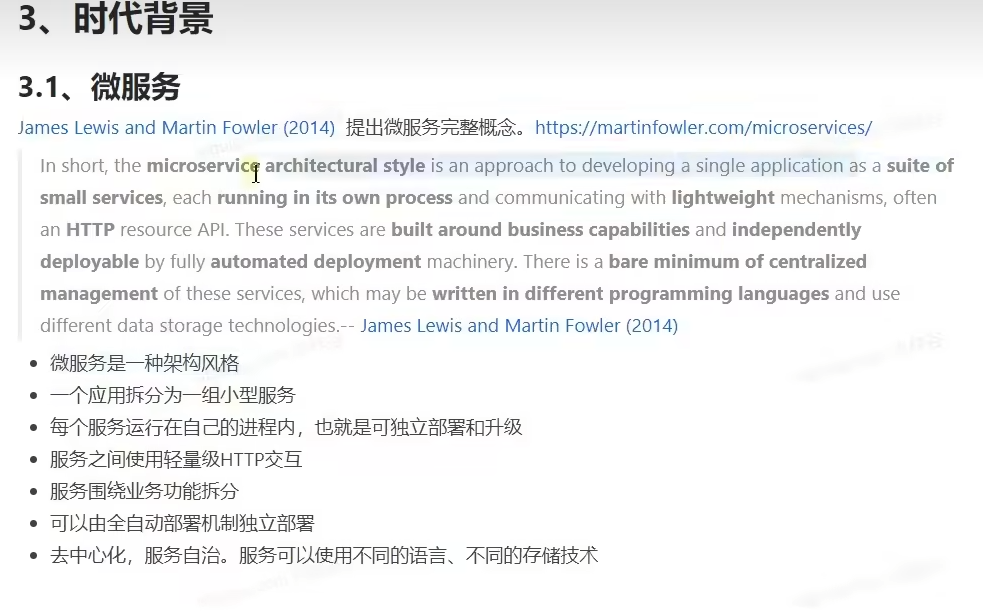 3、时代背景
3.1、微服务
James Lewis and Martin Fowler (2014) 提出微服务完整概念。https://martinfowler.com/microservices/
In short, the microservice architectural style is an approach to developing a single application as a suite of
small services, each running in its own process and communicating with lightweight mechanisms, often
an HTTP resource API. These services are built around business capabilities and independently
deployable by fully automated deployment machinery. There is a bare minimum of centralized
management of these services, which may be written in different programming languages and use
different data storage technologies.-- James Lewis and Martin Fowler (2014)
• 微服务是一种架构风格
• 一个应用拆分为一组小型服务
• 每个服务运行在自己的进程内，也就是可独立部署和升级
• 服务之间使用轻量级HTTP交互
• 服务围绕业务功能拆分
• 可以由全自动部署机制独立部署
• 去中心化，服务自治。服务可以使用不同的语言、不同的存储技术